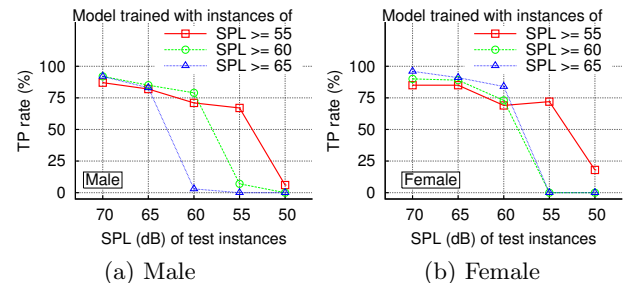 Model trained with instances of
SPL >= 55
SPL >= 60
SPL >= 65
TP rate (%)
100
75
50
25
0
Male
70 65 60 55 50
SPL (dB) of test instances
(a) Male
Model trained with instances of
SPL >= 55
SPL >= 60
SPL >= 65
TP rate (%)
100
75
50
25
0
Female
70 65 60 55 50
SPL (dB) of test instances
(b) Female